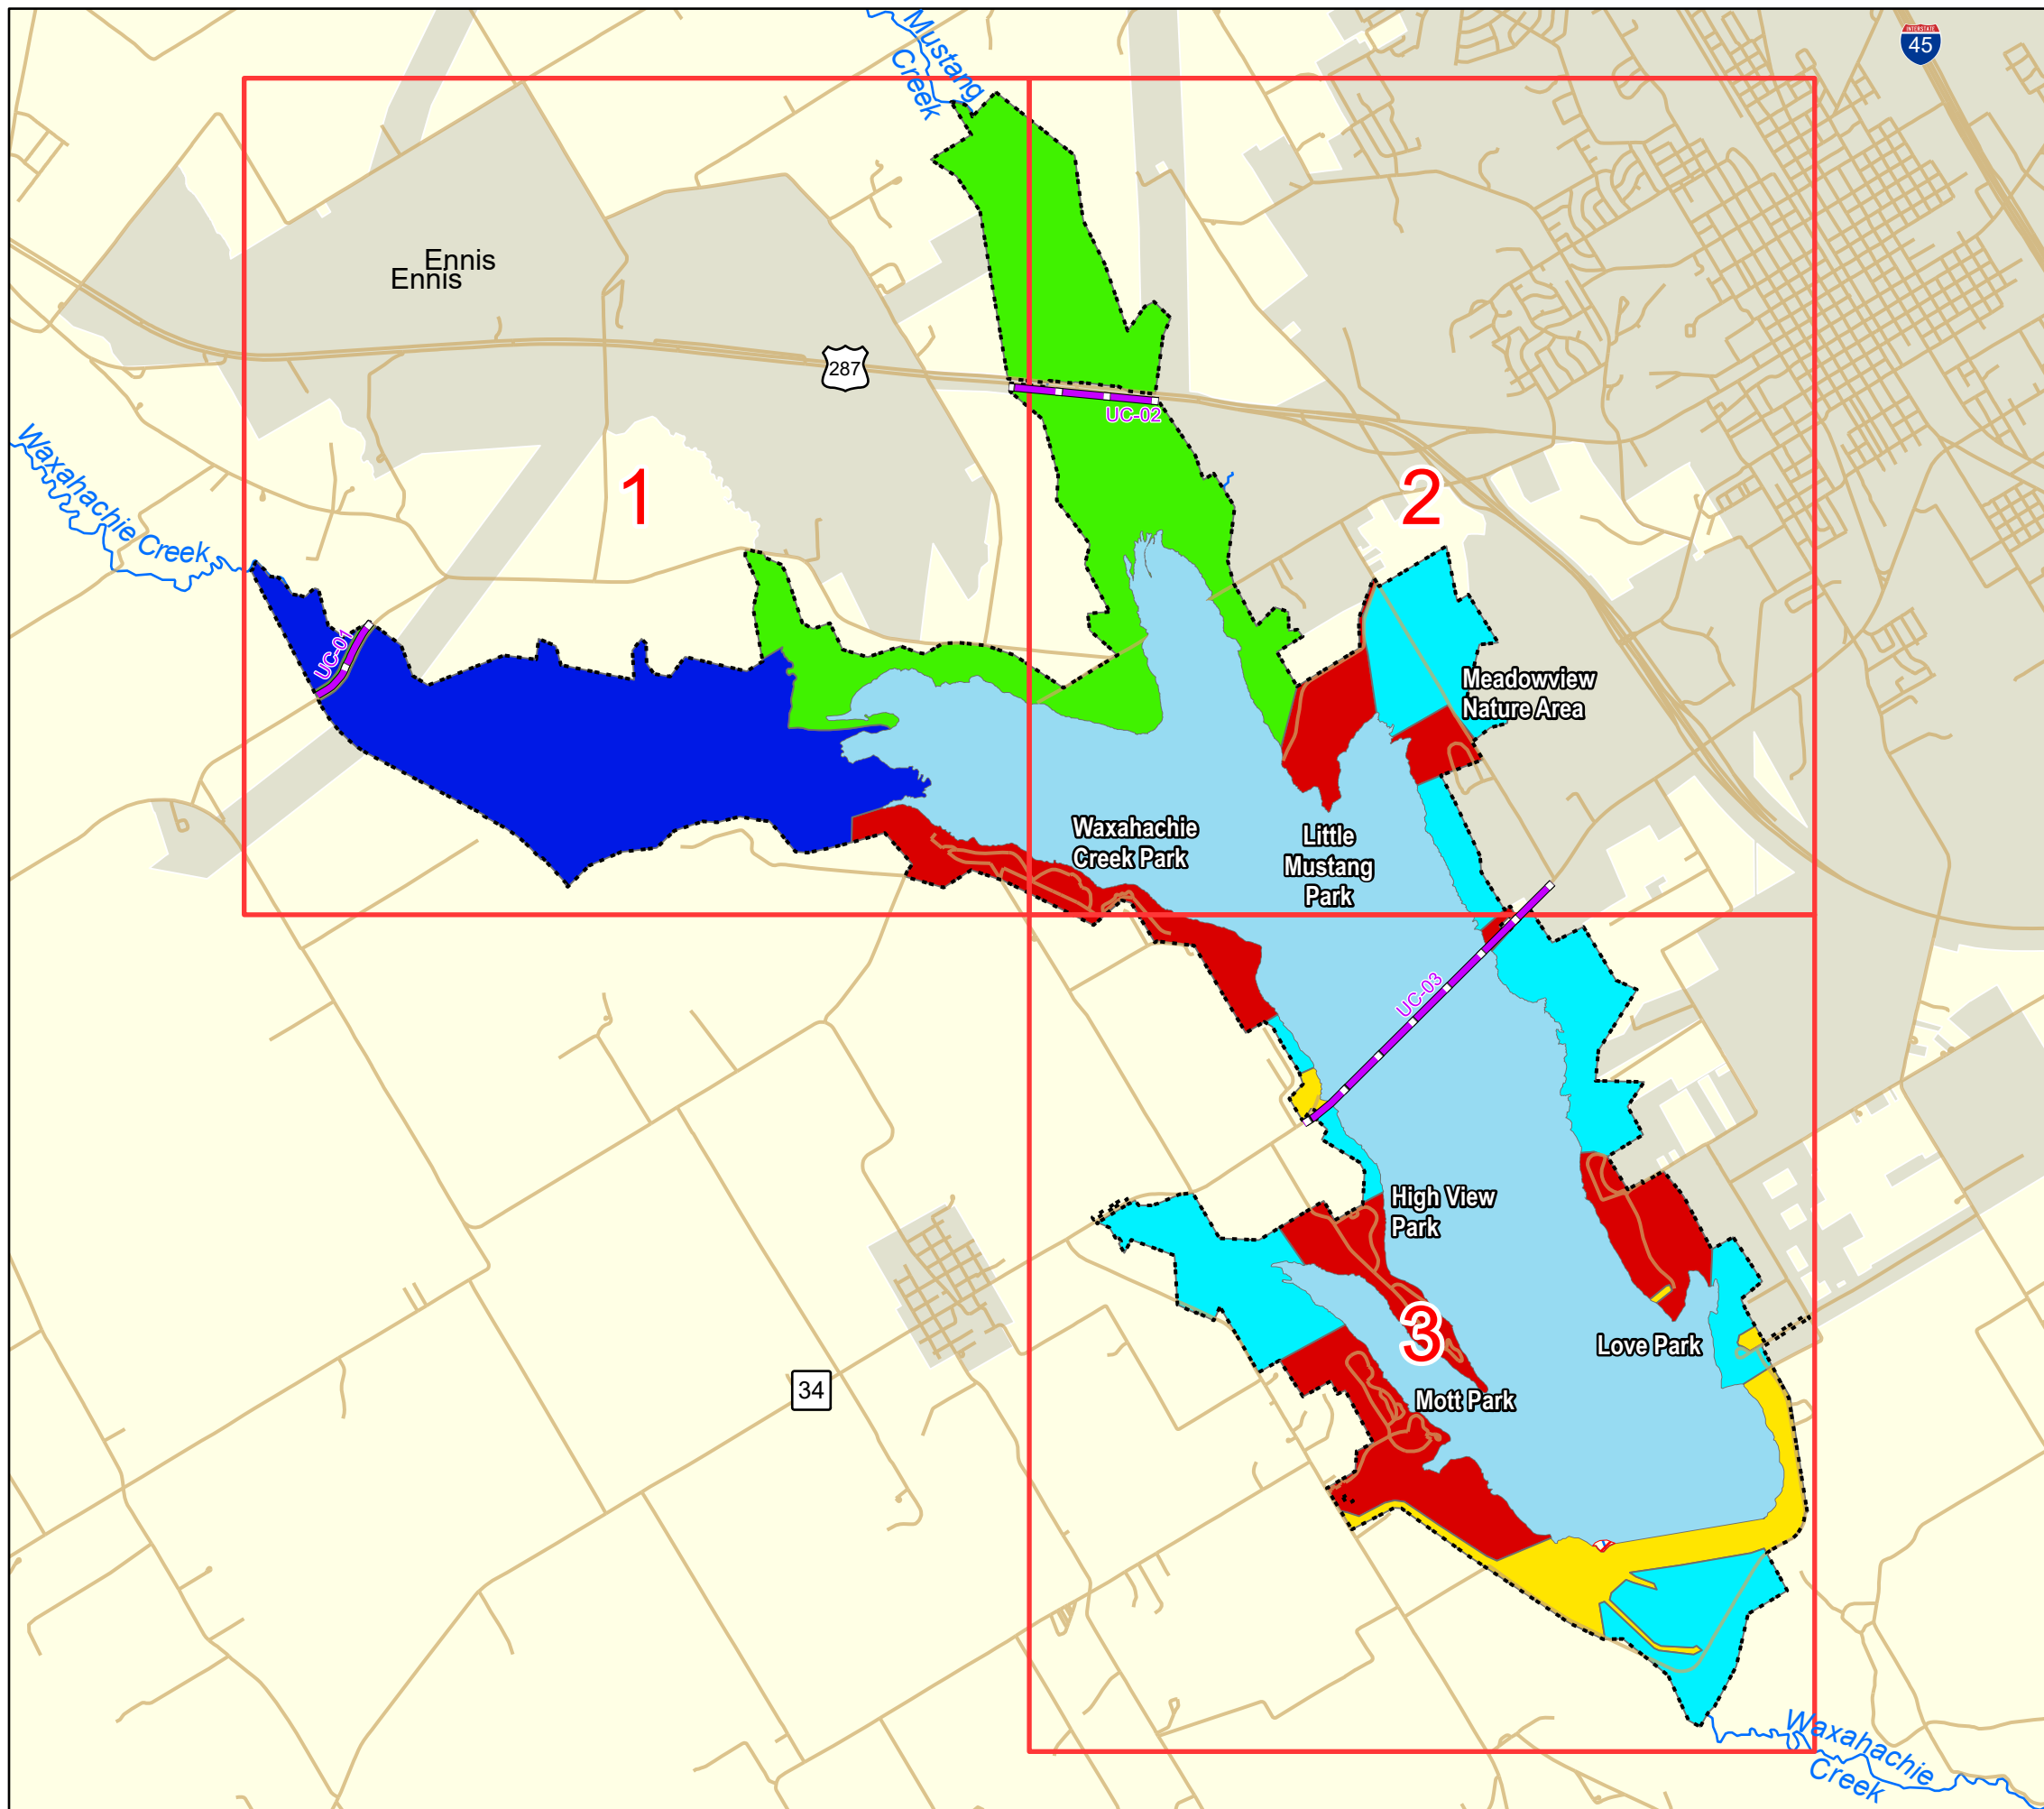 Mustang
Creek
INTERSTATE
45
Ennis
Ennis
287
UC-02
Waxahachie Creek
1
2
UC-01
Meadowview
Nature Area
Waxahachie
Creek Park
Little
Mustang
Park
UC-03
High View
Park
3
Love Park
34
Mott Park
Waxahachie
Creek